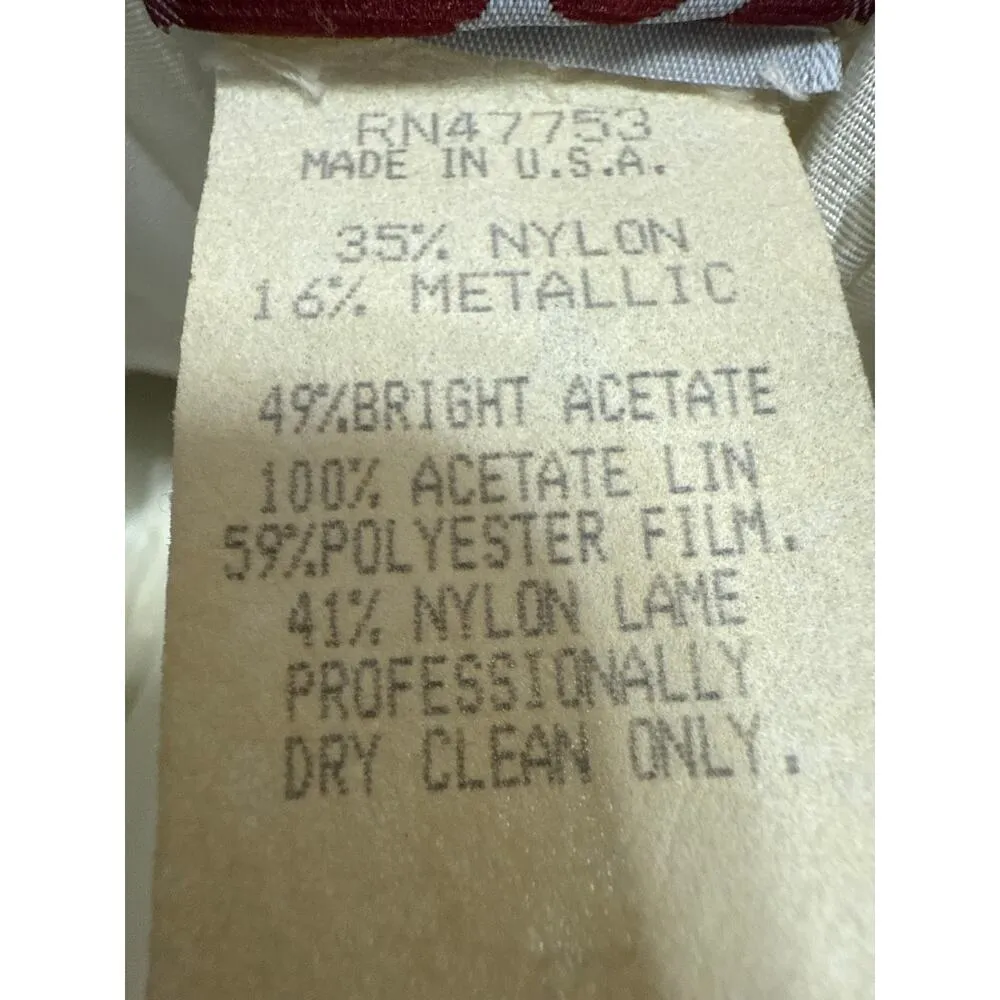 RN47753
MADE IN U.S.A.
35% NYLON
16% METALLIC
49%BRIGHT ACETATE
100% ACETATE LIN
59%POLYESTER FILM.
41% NYLON LAME
PROFESSIONALLY
DRY CLEAN ONLY.